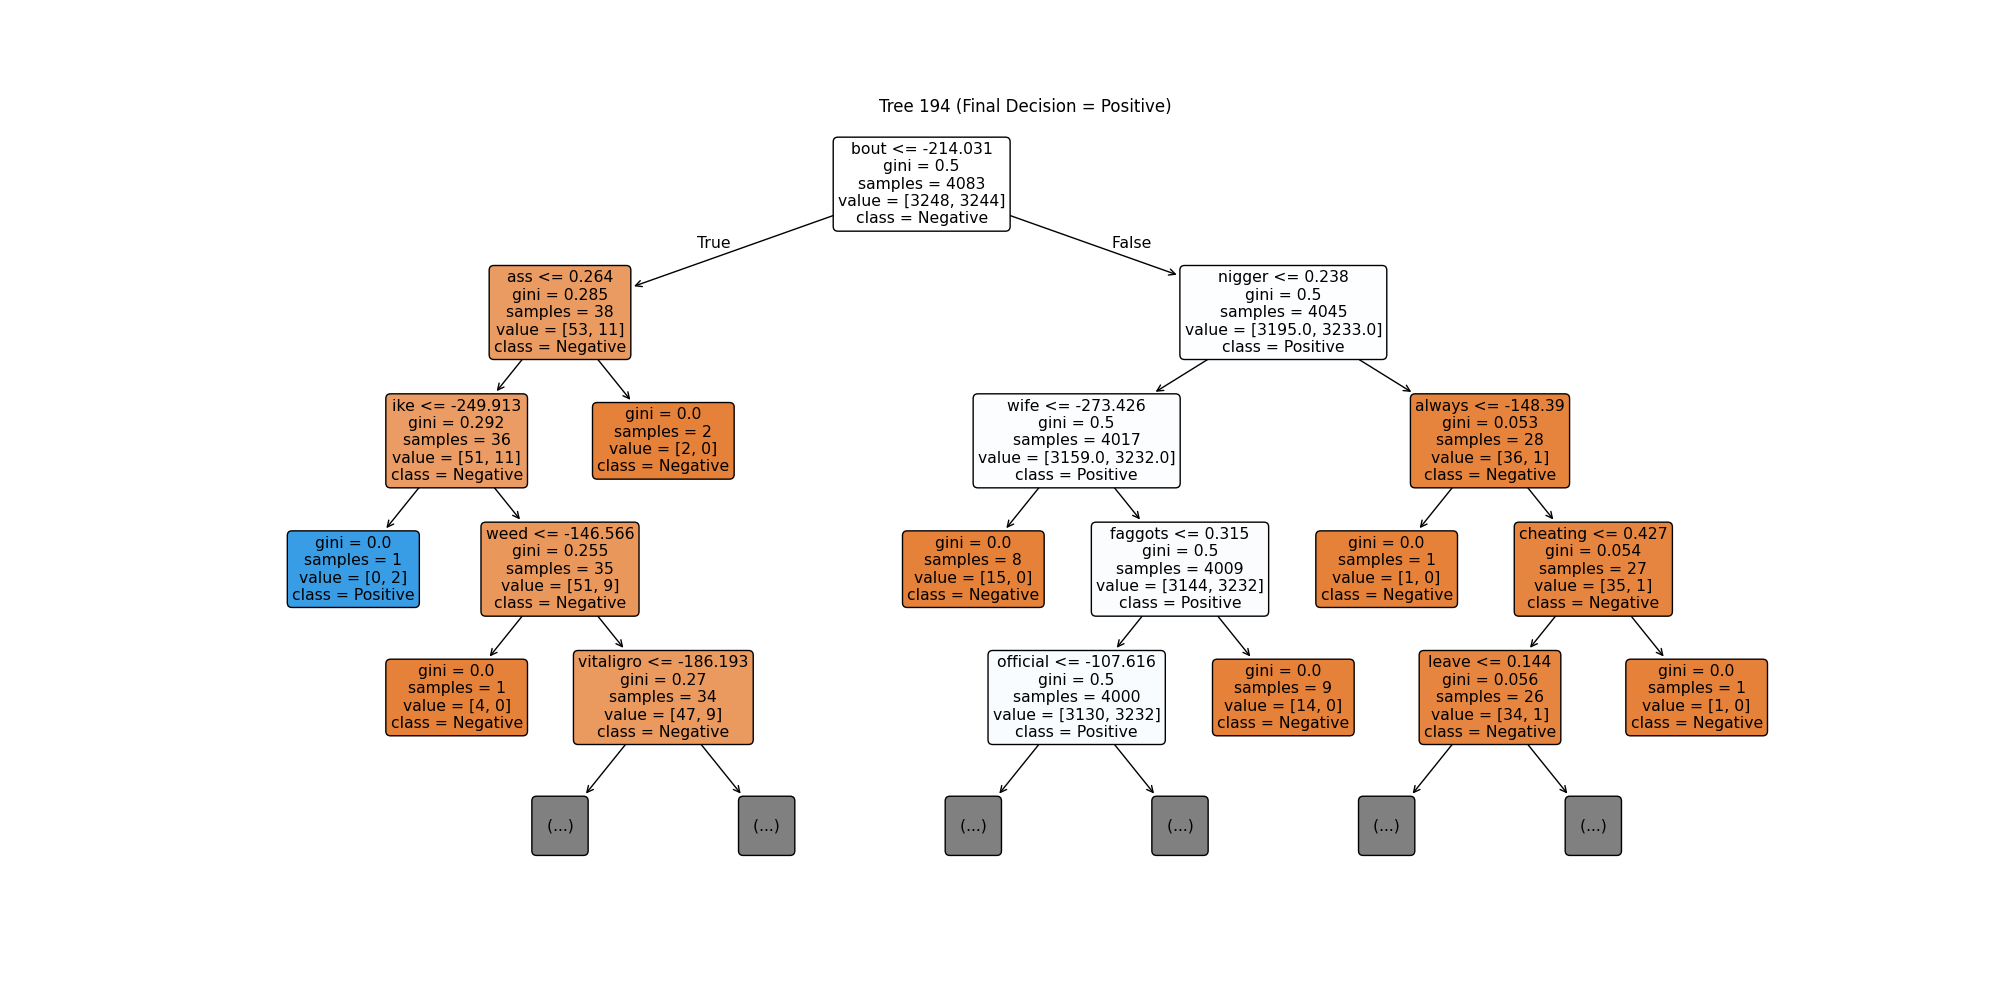 Tree 194 (Final Decision = Positive)
bout <= -214.031
gini = 0.5
samples = 4083
value = [3248, 3244]
class = Negative
True
False
ass <= 0.264
gini = 0.285
samples = 38
value = [53, 11]
class = Negative
nigger <= 0.238
gini = 0.5
samples = 4045
value = [3195.0, 3233.0]
class = Positive
ike <= -249.913
gini = 0.292
samples = 36
value = [51, 11]
class = Negative
gini = 0.0
samples = 2
value = [2, 0]
class = Negative
wife <= -273.426
gini = 0.5
samples = 4017
value = [3159.0, 3232.0]
class = Positive
always <= -148.39
gini = 0.053
samples = 28
value = [36, 1]
class = Negative
gini = 0.0
samples = 1
value = [0, 2]
class = Positive
weed <= -146.566
gini = 0.255
samples = 35
value = [51, 9]
class = Negative
gini = 0.0
samples = 8
value = [15, 0]
class = Negative
faggots <= 0.315
gini = 0.5
samples = 4009
value = [3144, 3232]
class = Positive
gini = 0.0
samples = 1
value = [1, 0]
class = Negative
cheating <= 0.427
gini = 0.054
samples = 27
value = [35, 1]
class = Negative
gini = 0.0
samples = 1
value = [4, 0]
class = Negative
vitaligro <= -186.193
gini = 0.27
samples = 34
value = [47, 9]
class = Negative
official <= -107.616
gini = 0.5
samples = 4000
value = [3130, 3232]
class = Positive
gini = 0.0
samples = 9
value = [14, 0]
class = Negative
leave <= 0.144
gini = 0.056
samples = 26
value = [34, 1]
class = Negative
gini = 0.0
samples = 1
value = [1, 0]
class = Negative
(...)
(...)
(...)
(...)
(...)
(...)